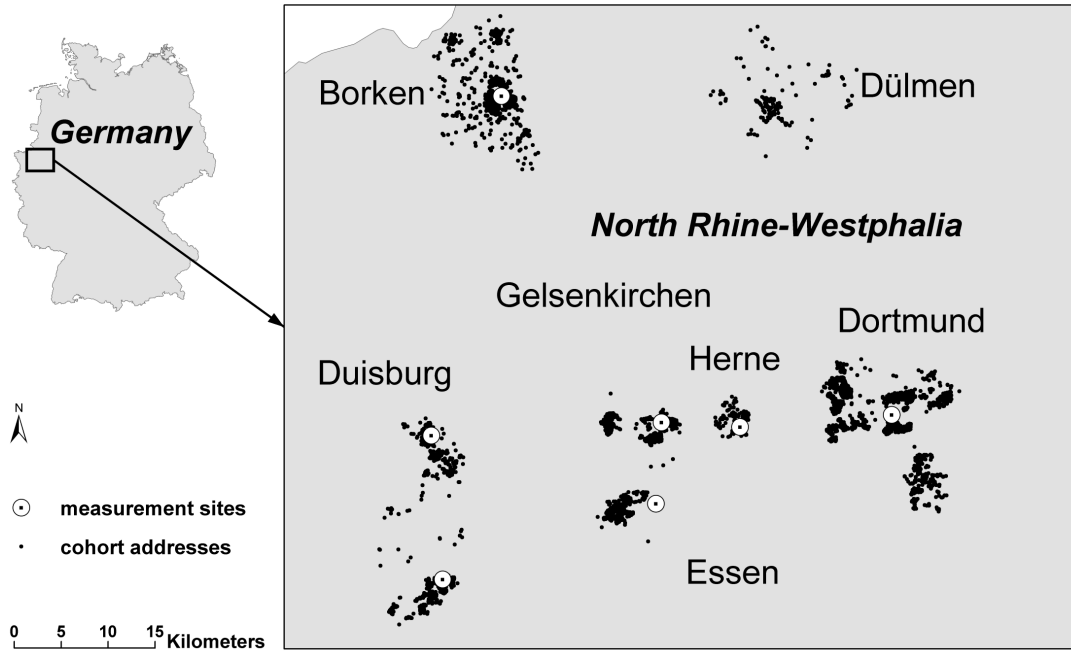 Borken
Dülmen
Germany
North Rhine-Westphalia
Gelsenkirchen
Dortmund
Herne
Duisburg
N
measurement sites
cohort addresses
Essen
0 5 10 15 Kilometers